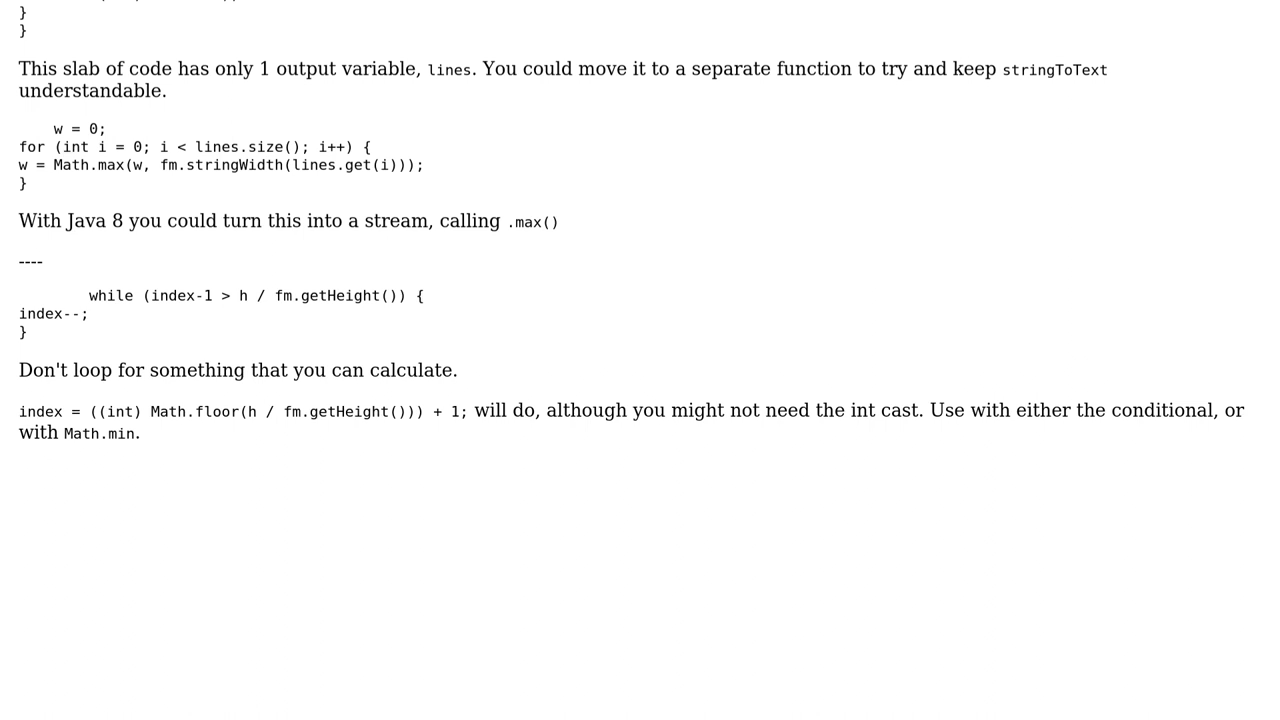 }
}
This slab of code has only 1 output variable, lines. You could move it to a separate function to try and keep stringToText
understandable.
    w = 0;
for (int i = 0; i < lines.size(); i++) {
w = Math.max(w, fm.stringWidth(lines.get(i)));
}
With Java 8 you could turn this into a stream, calling .max()
----
        while (index-1 > h / fm.getHeight()) {
index--;
}
Don't loop for something that you can calculate.
index = ((int) Math.floor(h / fm.getHeight())) + 1; will do, although you might not need the int cast. Use with either the conditional, or
with Math.min.